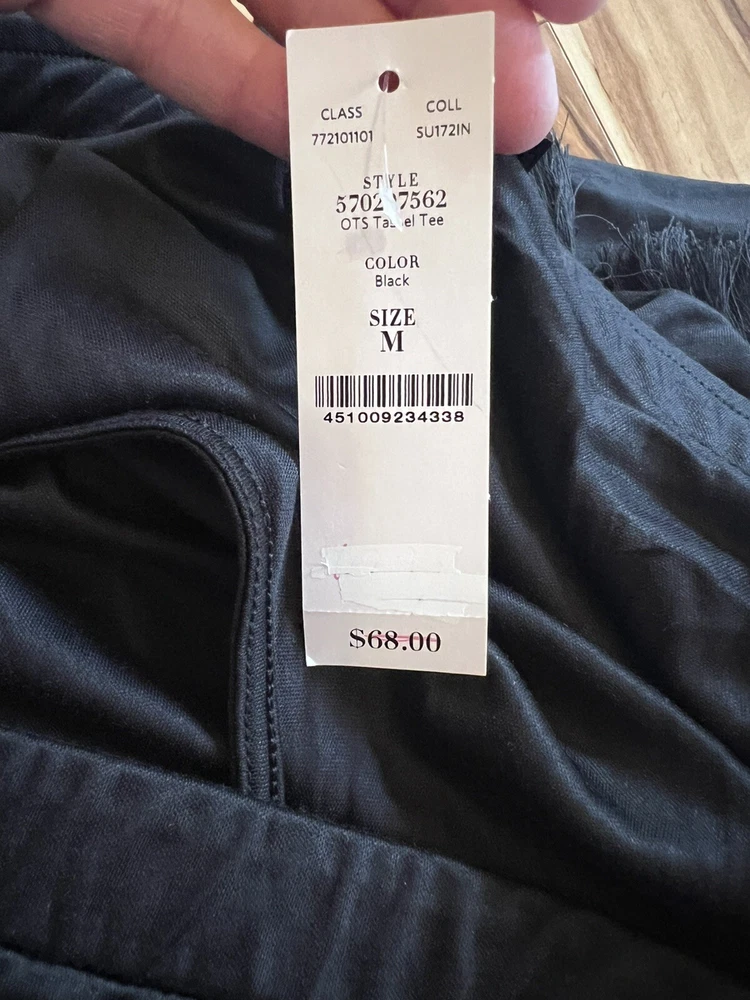 CLASS
772101101
COLL
SU172IN
STYLE
OTS Tee
COLOR
Black
SIZE
M
451009234338
$68.00